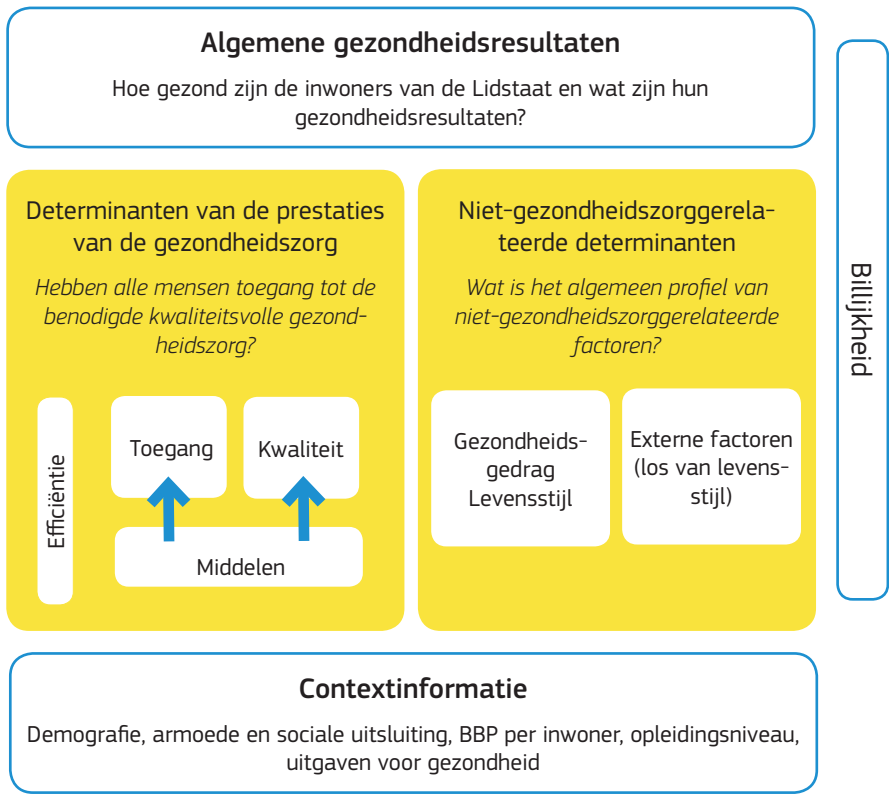 Algemene gezondheidsresultaten
Hoe gezond zijn de inwoners van de Lidstaat en wat zijn hun
gezondheidsresultaten?
Determinanten van de prestaties
van de gezondheidszorg
Hebben alle mensen toegang tot de
benodigde kwaliteitsvolle gezond-
heidszorg?
Efficiëntie
Toegang
Kwaliteit
Middelen
Niet-gezondheidszorggerela-
teerde determinanten
Wat is het algemeen profiel van
niet-gezondheidszorggerelateerde
factoren?
Gezondheids-
gedrag
Levensstijl
Externe factoren
(los van levens-
stijl)
Billijkheid
Contextinformatie
Demografie, armoede en sociale uitsluiting, BBP per inwoner, opleidingsniveau,
uitgaven voor gezondheid